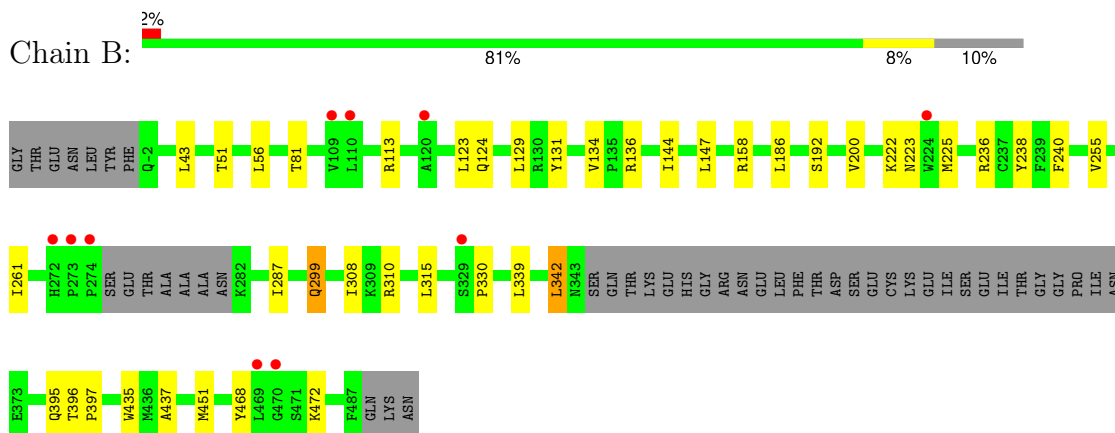 2%
Chain B:
81% 8% 10%
GLY THR GLU ASN LEU TYR PHE Q-2 L43 T51 L56 T81 V109 L110 R113 A120 L123 Q124 L129 R130 Y131 V134 P135 R136 I144 L147 R158 L186 S192 V200 K222 N223 W224 M225 R236 C237 Y238 F239 F240 V255
I261 H272 P273 P274 SER GLU THR ALA ALA ALA ASN K282 I287 Q299 I308 K309 R310 L315 S329 P330 L339 L342 N343 SER GLN THR LYS GLU HIS GLY ARG ASN GLU LEU PHE THR ASP SER GLU CYS LYS GLU ILE SER GLU ILE THR GLY GLY PRO ILE ASN
E373 Q395 T396 P397 W435 M436 A437 M451 Y468 L469 G470 S471 K472 F487 GLN LYS ASN